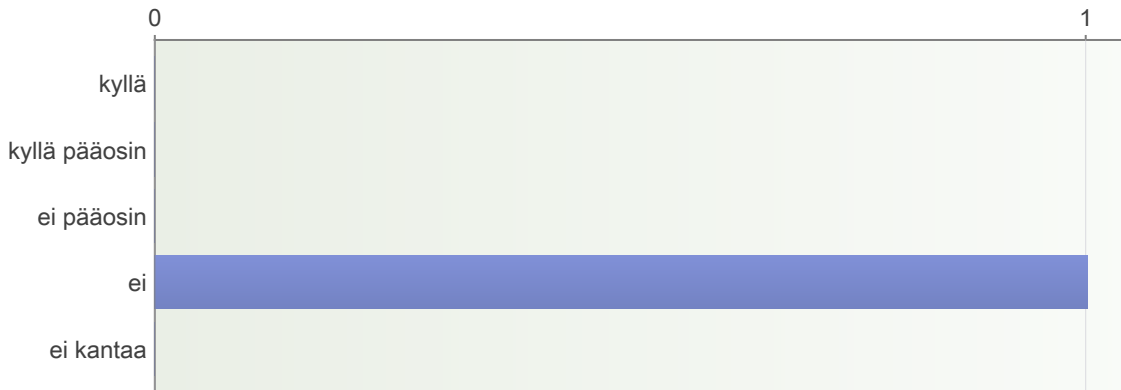 0 1
kyllä
kyllä pääosin
ei pääosin
ei
ei kantaa